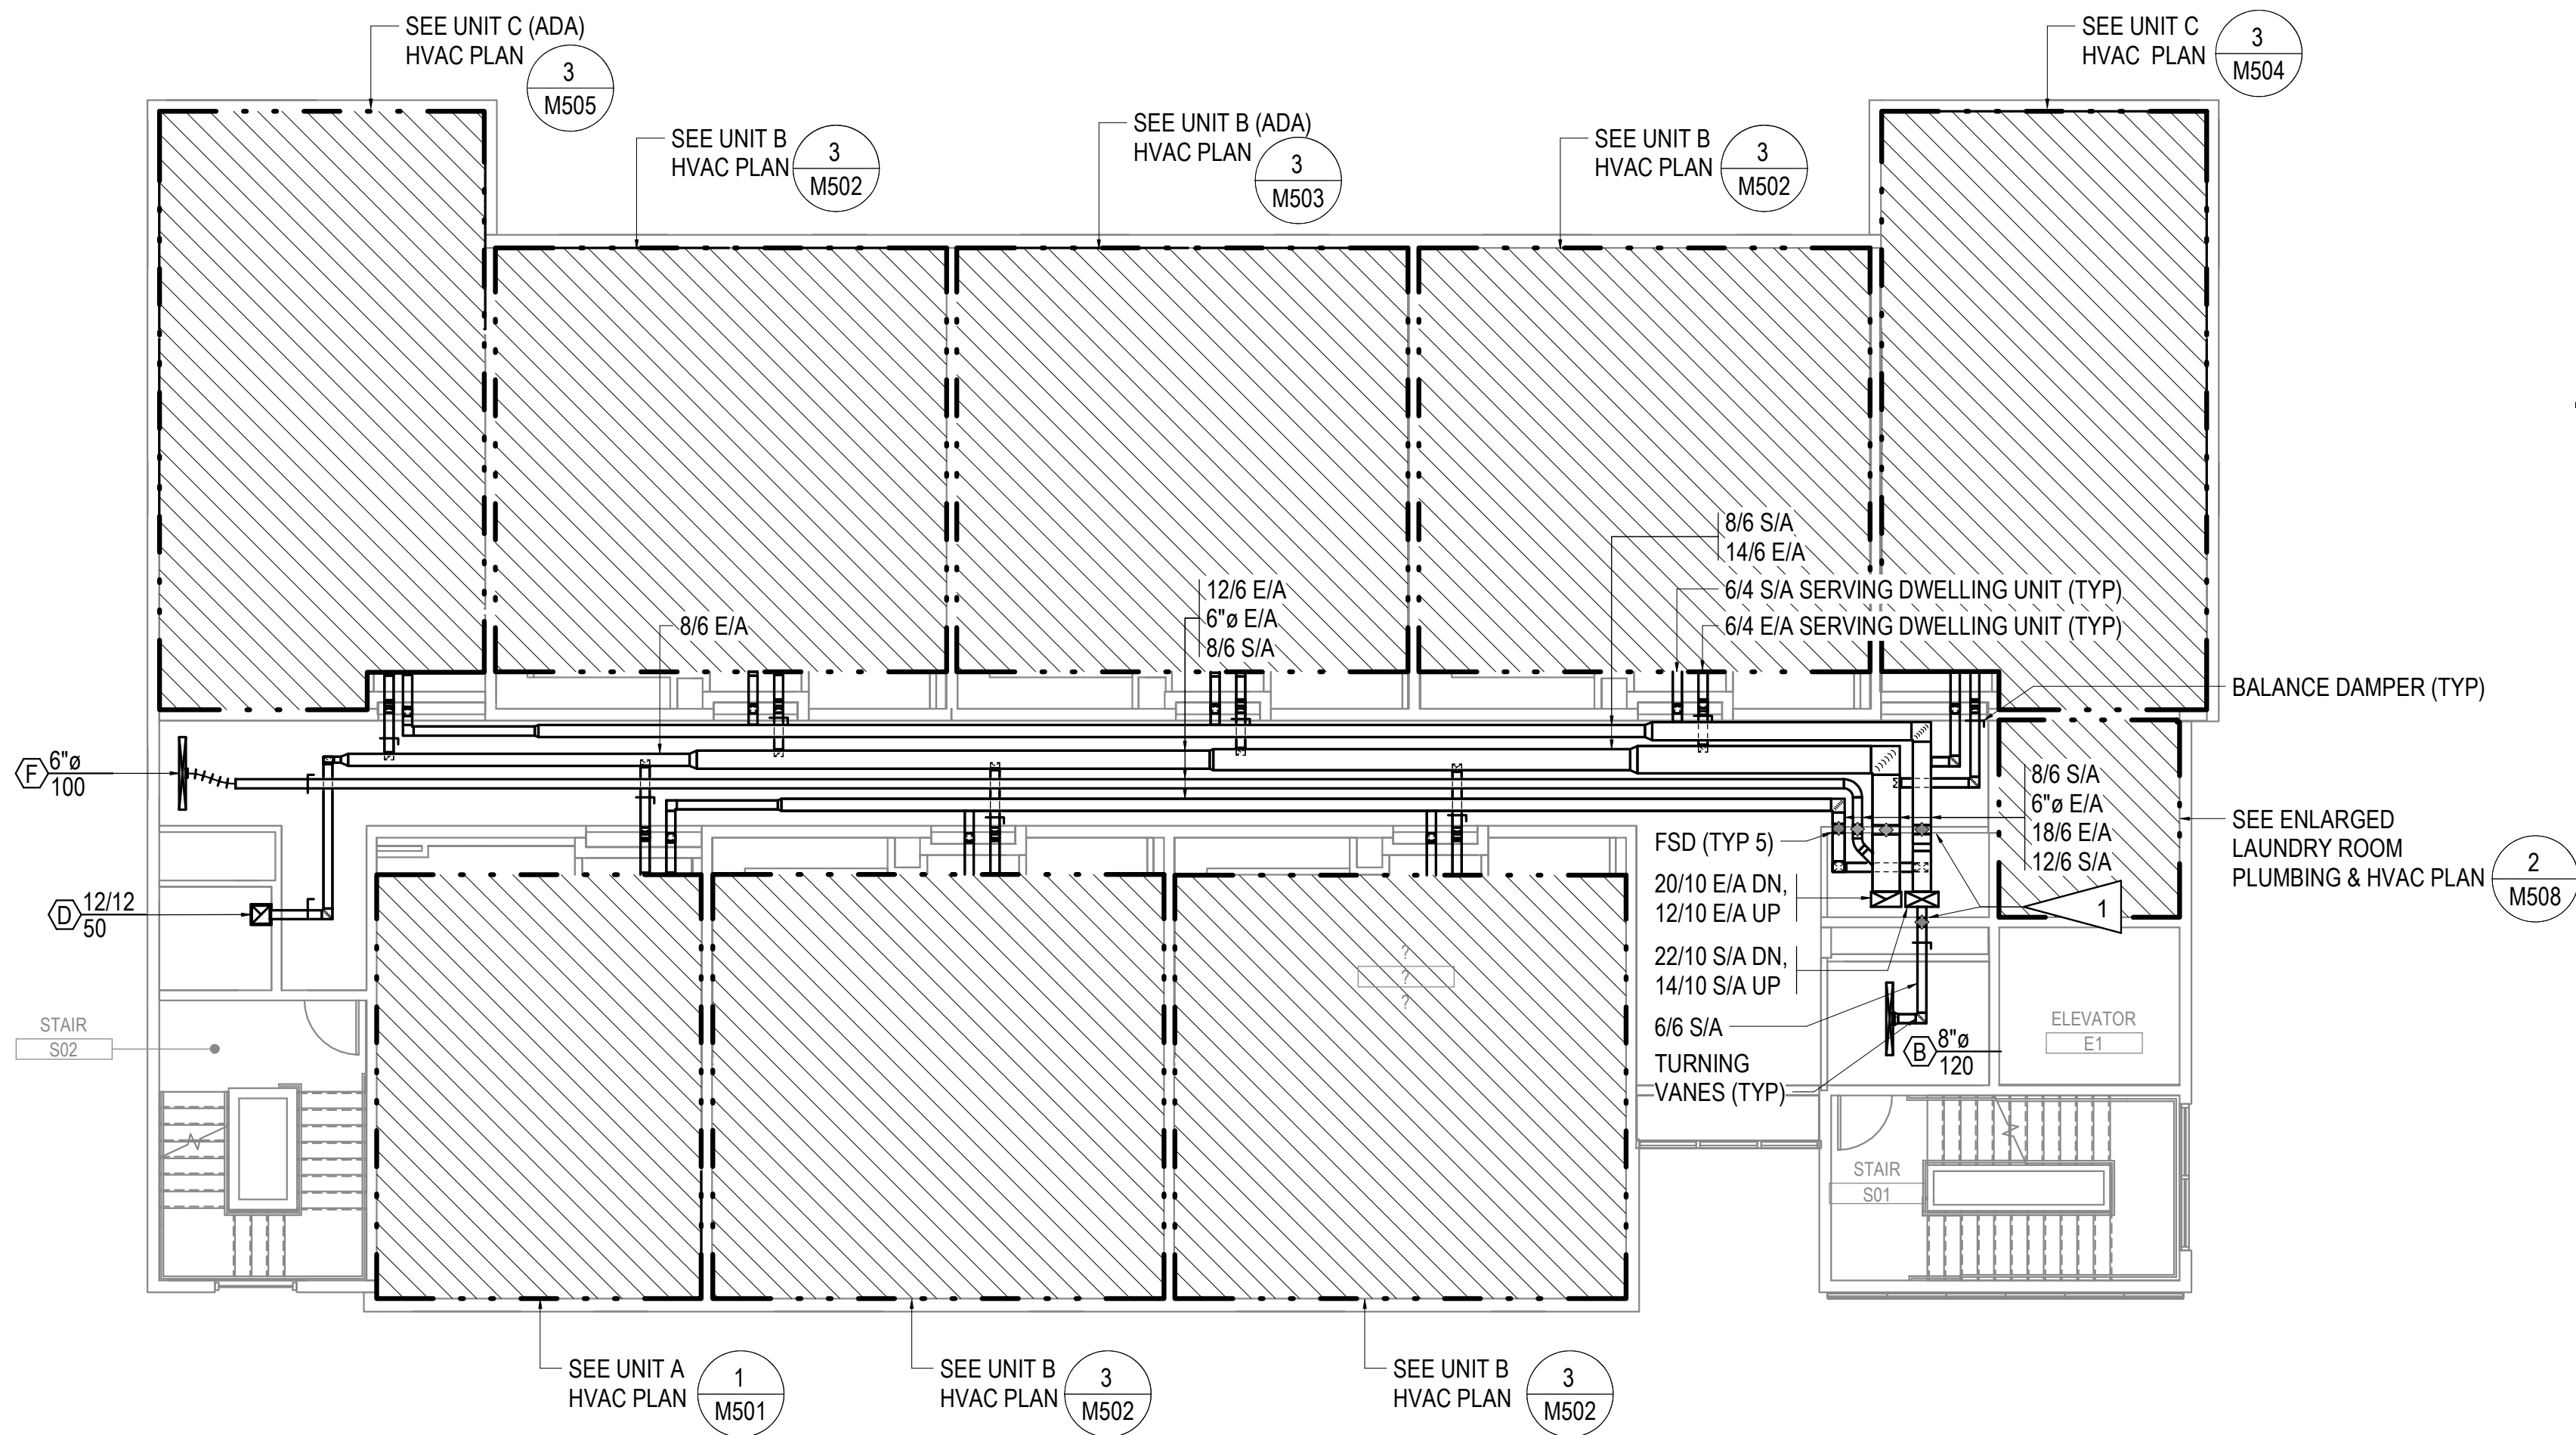 SEE UNIT C (ADA)
HVAC PLAN
3
M505
SEE UNIT B
HVAC PLAN
3
M502
SEE UNIT B (ADA)
HVAC PLAN
3
M503
SEE UNIT B
HVAC PLAN
3
M502
SEE UNIT C
HVAC PLAN
3
M504
8/6 S/A
14/6 E/A
12/6 E/A
6"ø E/A
8/6 S/A
6/4 S/A SERVING DWELLING UNIT (TYP)
6/4 E/A SERVING DWELLING UNIT (TYP)
8/6 E/A
BALANCE DAMPER (TYP)
F
6"ø
100
8/6 S/A
6"ø E/A
18/6 E/A
12/6 S/A
SEE ENLARGED
LAUNDRY ROOM
PLUMBING & HVAC PLAN
2
M508
FSD (TYP 5)
20/10 E/A DN,
12/10 E/A UP
1
D
12/12
50
22/10 S/A DN,
14/10 S/A UP
?
?
?
6/6 S/A
TURNING
VANES (TYP)
B
8"ø
120
STAIR
S02
ELEVATOR
E1
STAIR
S01
SEE UNIT A
HVAC PLAN
1
M501
SEE UNIT B
HVAC PLAN
3
M502
SEE UNIT B
HVAC PLAN
3
M502